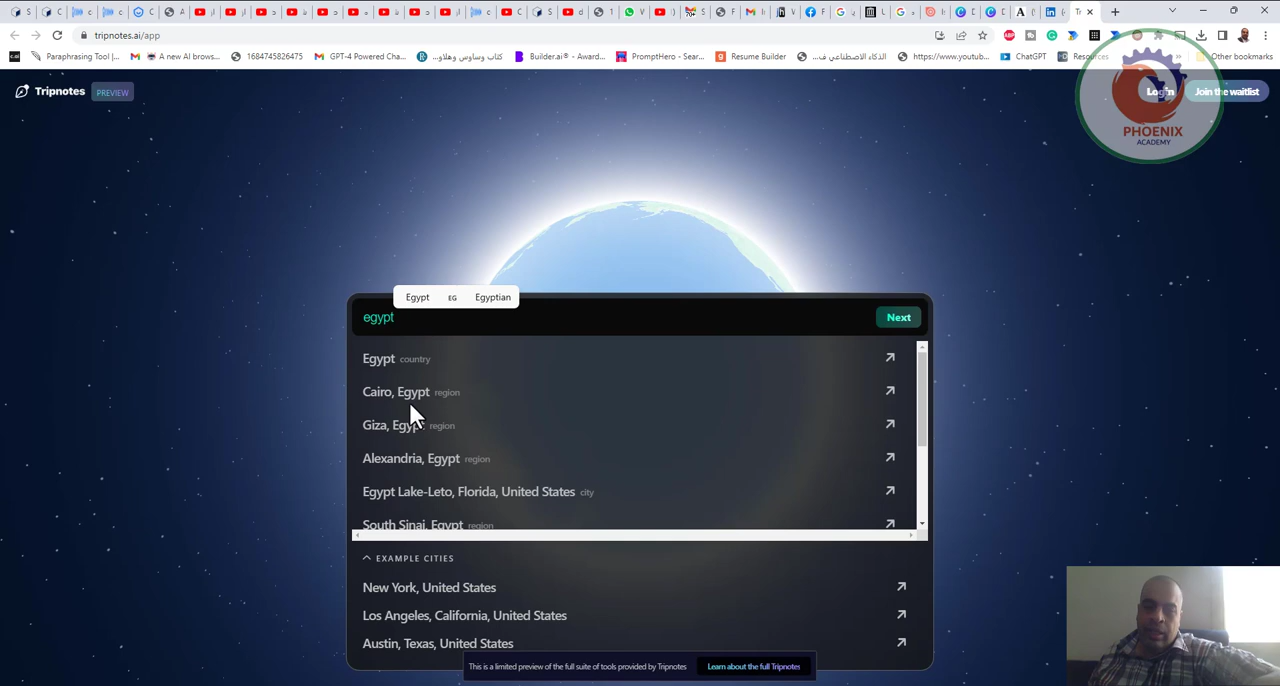 tripnotes.ai/app
Paraphrasing Tool |...
A new AI brows...
1684745826475
GPT-4 Powered Cha...
كتاب وساوس وهلاو...
Builder.ai® - Award...
PromptHero - Sear...
Resume Builder
الذكاء الاصطناعي ف...
https://www.youtub...
ChatGPT
Resources
Other bookmarks
Tripnotes
PREVIEW
Log in
Join the waitlist
PHOENIX
ACADEMY
Egypt EG Egyptian
egypt
Next
Egypt country
Cairo, Egypt region
Giza, Egypt region
Alexandria, Egypt region
Egypt Lake-Leto, Florida, United States city
South Sinai, Egypt region
EXAMPLE CITIES
New York, United States
Los Angeles, California, United States
Austin, Texas, United States
This is a limited preview of the full suite of tools provided by Tripnotes
Learn about the full Tripnotes